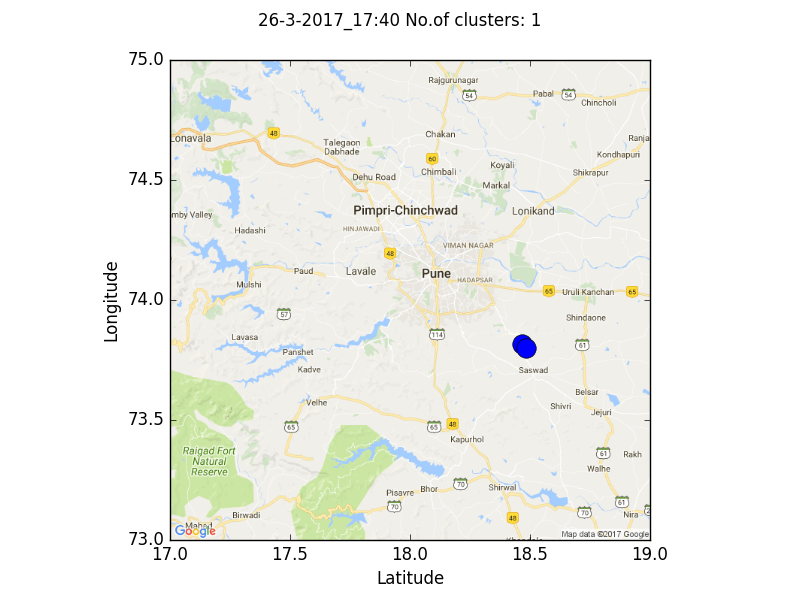 26-3-2017_17:40 No.of clusters: 1
75.0
74.5
74.0
73.5
73.0
Longitude
17.0
17.5
18.0
18.5
19.0
Latitude
Rajgurunagar
54
Pabal
54
Chincholi
Lonavala
48
Talegaon
Dabhade
Chakan
Ranja
60
Koyali
Kondhapuri
Dehu Road
Chimbali
Shikrapur
Markal
mby Valley
Pimpri-Chinchwad
Lonikand
Hadashi
HINJAWADI
VIMAN NAGAR
48
Paud
Lavale
Pune
HADAPSAR
Mulshi
65
Uruli Kanchan
65
57
Shindaone
Lavasa
114
61
Panshet
Kadve
Saswad
Belsar
Velhe
Shivri
Jejuri
65
65
48
Kapurhol
Raigad Fort
Natural
Reserve
61
Rakh
Walhe
Pisavre
Bhor
70
Shirwal
70
61
Birwadi
48
70
Nira
Mahad
Google
Map data ©2017 Google